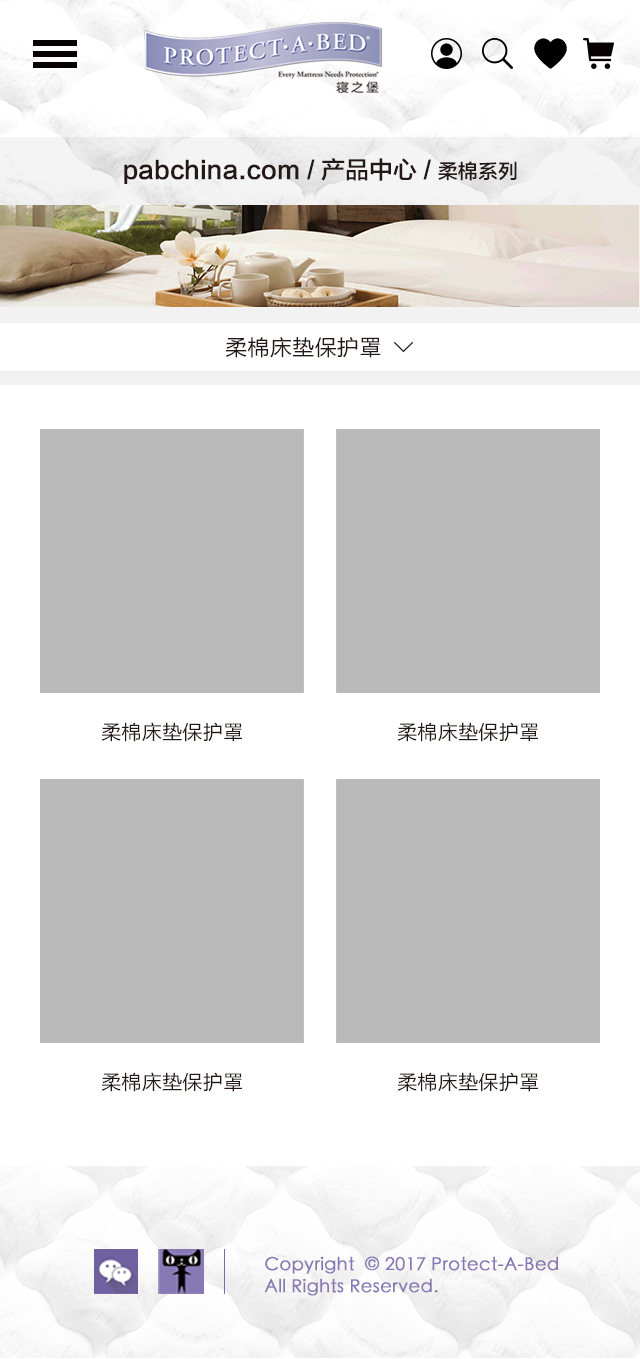 PROTECT·A·BED®
Every Mattress Needs Protection®
寝之堡
pabchina.com / 产品中心 / 柔棉系列
柔棉床垫保护罩
柔棉床垫保护罩
柔棉床垫保护罩
柔棉床垫保护罩
柔棉床垫保护罩
Copyright © 2017 Protect-A-Bed
All Rights Reserved.